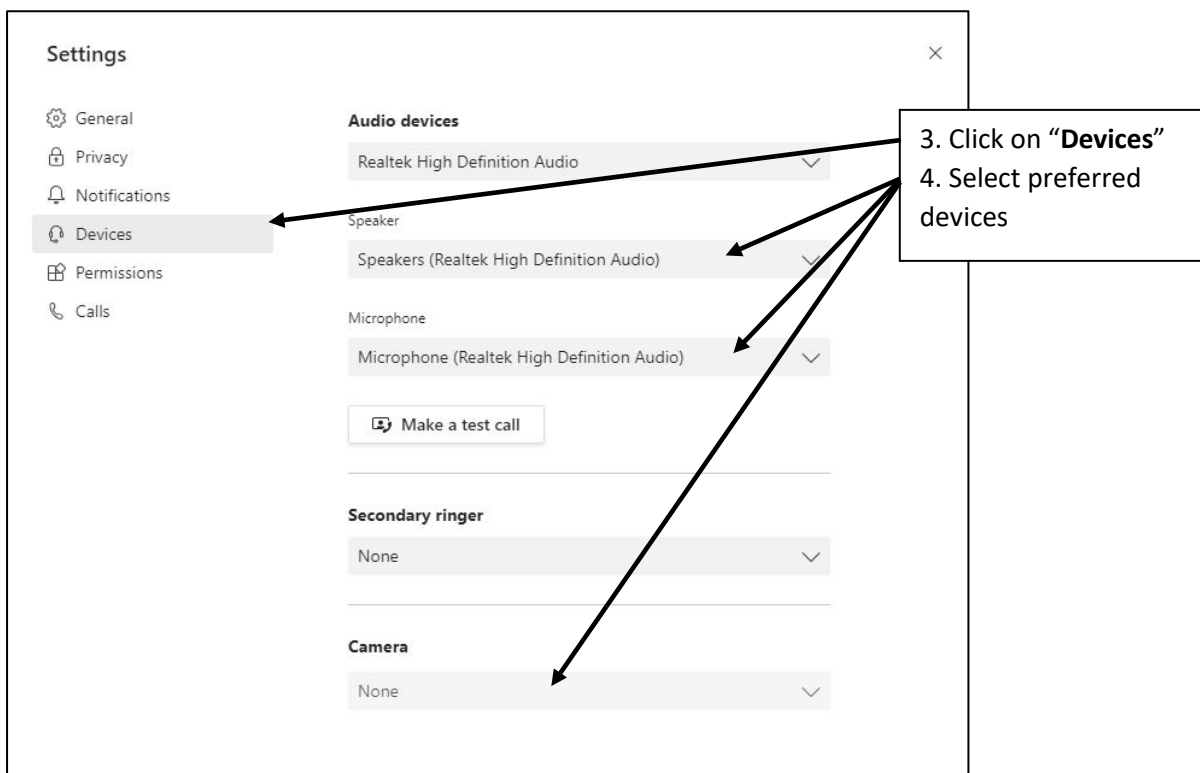 Settings
General
Privacy
Notifications
Devices
Permissions
Calls
Audio devices
Realtek High Definition Audio
Speaker
Speakers (Realtek High Definition Audio)
Microphone
Microphone (Realtek High Definition Audio)
Make a test call
Secondary ringer
None
Camera
None
3. Click on “Devices”
4. Select preferred
devices